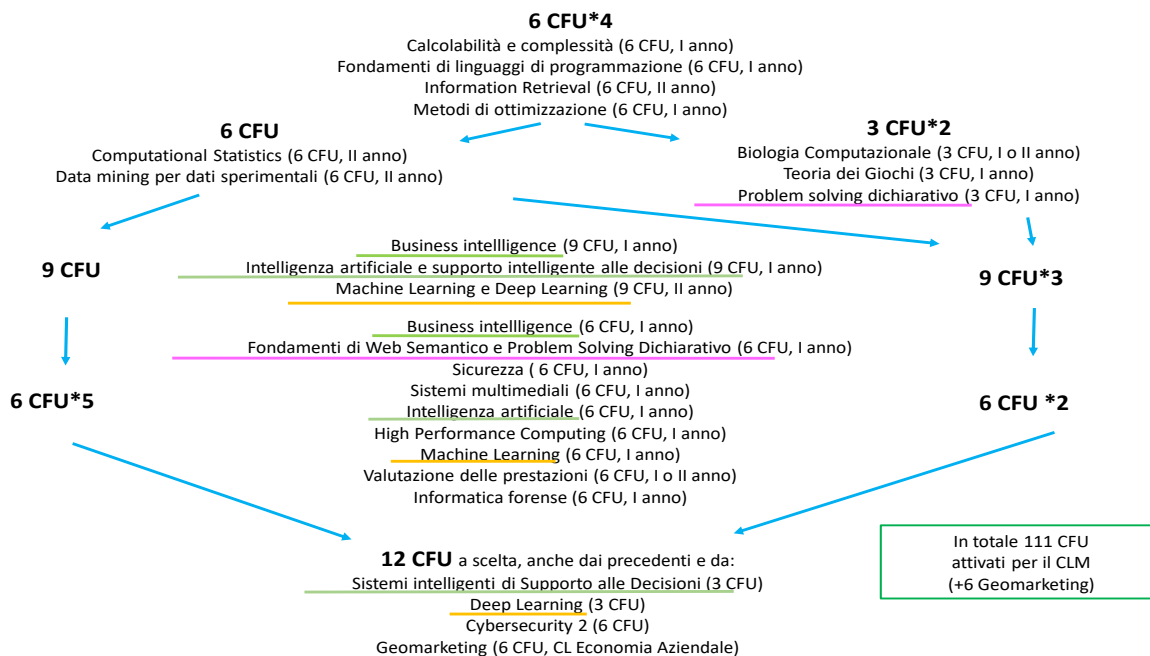 6 CFU*4
Calcolabilità e complessità (6 CFU, I anno)
Fondamenti di linguaggi di programmazione (6 CFU, I anno)
Information Retrieval (6 CFU, II anno)
Metodi di ottimizzazione (6 CFU, I anno)
6 CFU
Computational Statistics (6 CFU, II anno)
Data mining per dati sperimentali (6 CFU, II anno)
3 CFU*2
Biologia Computazionale (3 CFU, I o II anno)
Teoria dei Giochi (3 CFU, I anno)
Problem solving dichiarativo (3 CFU, I anno)
9 CFU
Business intellligence (9 CFU, I anno)
Intelligenza artificiale e supporto intelligente alle decisioni (9 CFU, I anno)
Machine Learning e Deep Learning (9 CFU, II anno)
9 CFU*3
6 CFU*5
Business intellligence (6 CFU, I anno)
Fondamenti di Web Semantico e Problem Solving Dichiarativo (6 CFU, I anno)
Sicurezza ( 6 CFU, I anno)
Sistemi multimediali (6 CFU, I anno)
Intelligenza artificiale (6 CFU, I anno)
High Performance Computing (6 CFU, I anno)
Machine Learning (6 CFU, I anno)
Valutazione delle prestazioni (6 CFU, I o II anno)
Informatica forense (6 CFU, I anno)
6 CFU *2
12 CFU a scelta, anche dai precedenti e da:
Sistemi intelligenti di Supporto alle Decisioni (3 CFU)
Deep Learning (3 CFU)
Cybersecurity 2 (6 CFU)
Geomarketing (6 CFU, CL Economia Aziendale)
In totale 111 CFU
attivati per il CLM
(+6 Geomarketing)